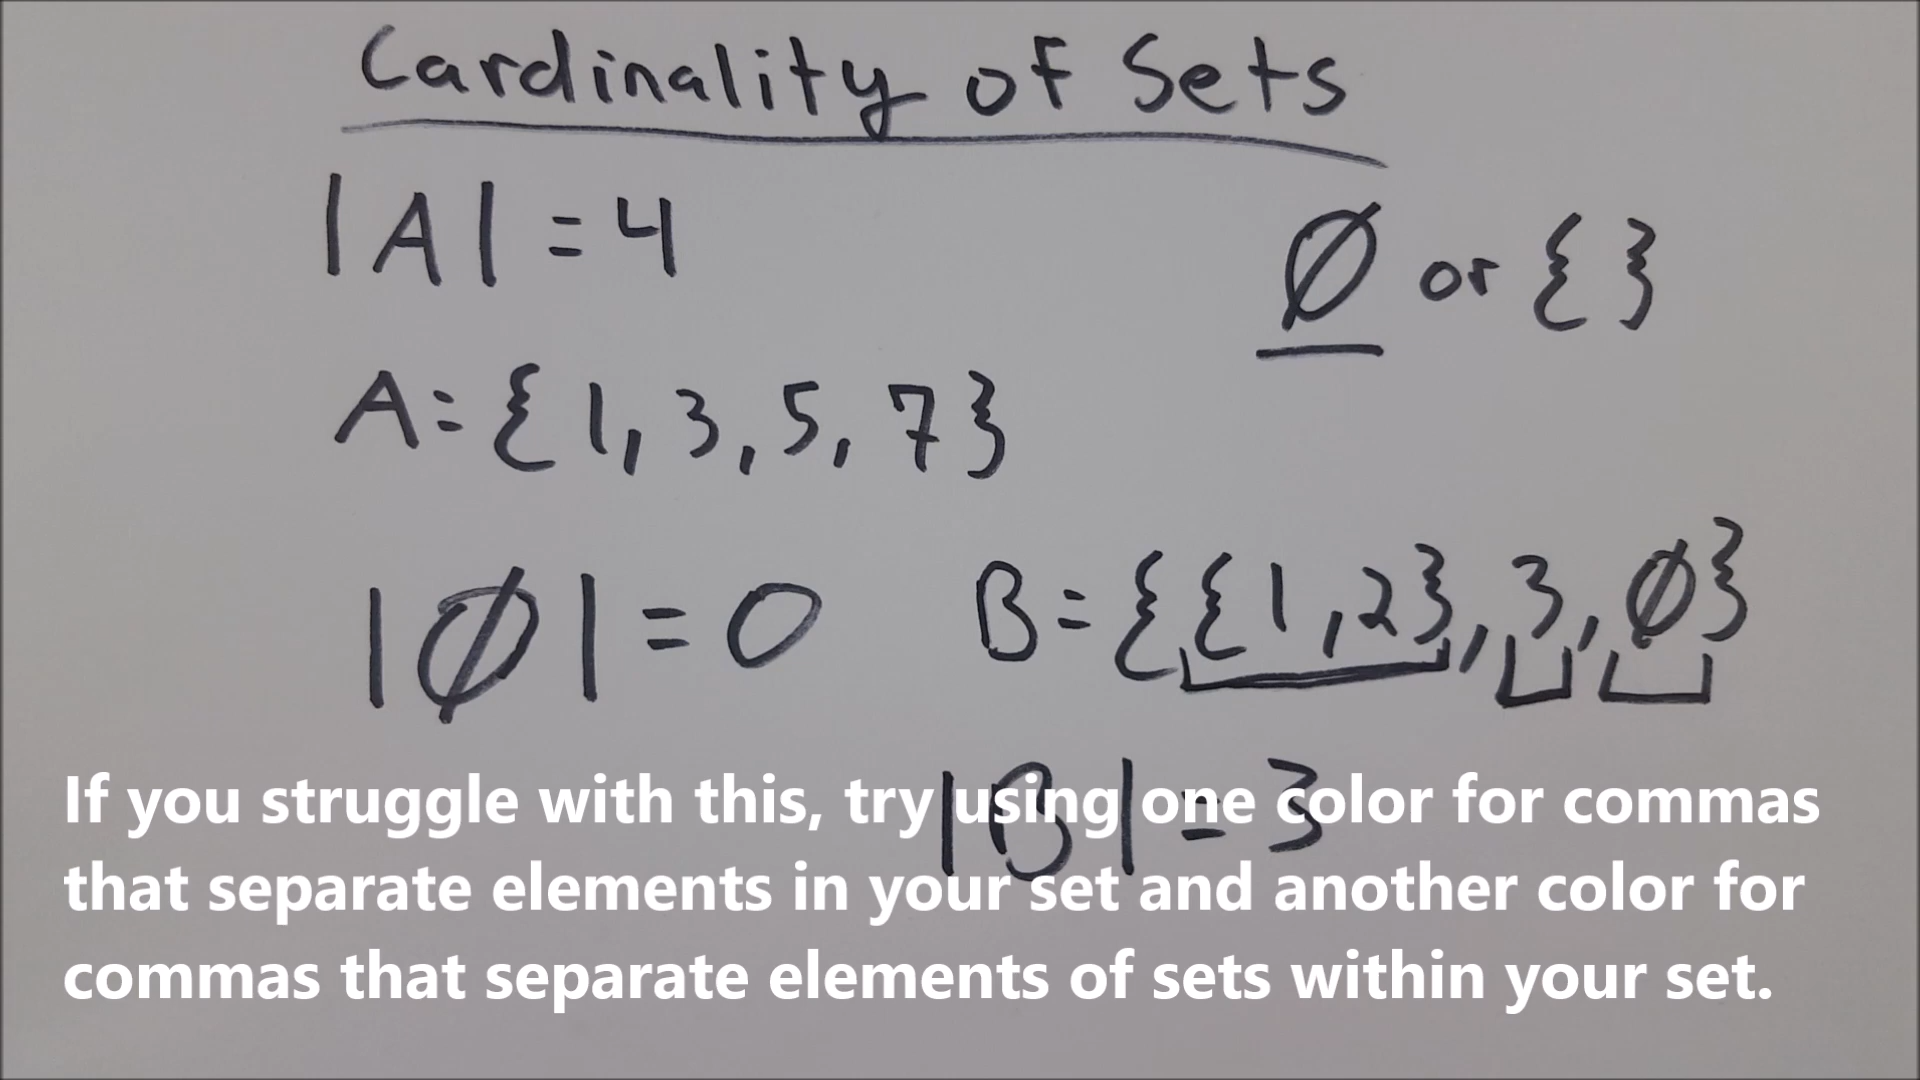 Cardinality of Sets
|A| = 4
∅ or { }
A = { 1, 3, 5, 7 }
|∅| = 0
B = { {1, 2}, 3, ∅ }
|B| = 3
If you struggle with this, try using one color for commas
that separate elements in your set and another color for
commas that separate elements of sets within your set.